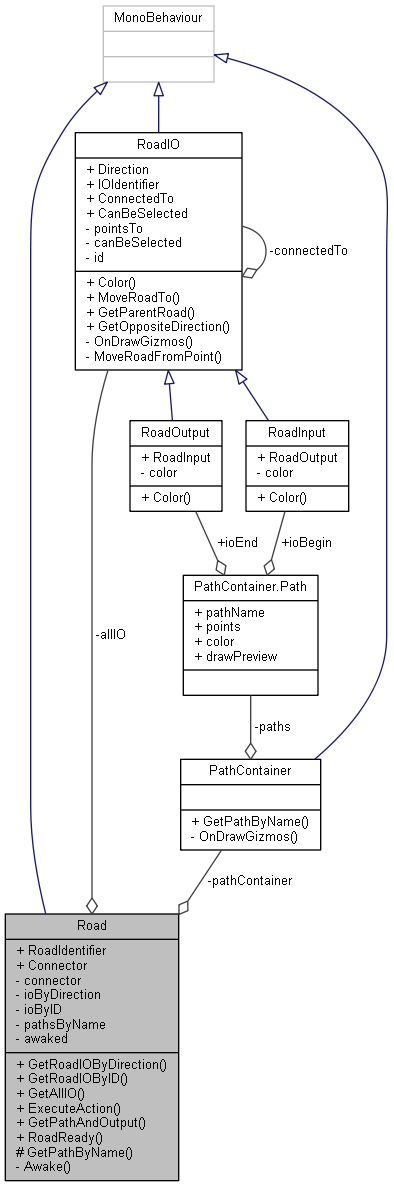 MonoBehaviour
RoadIO
+ Direction
+ IOIdentifier
+ ConnectedTo
+ CanBeSelected
- pointsTo
- canBeSelected
- id
-connectedTo
+ Color()
+ MoveRoadTo()
+ GetParentRoad()
+ GetOppositeDirection()
- OnDrawGizmos()
- MoveRoadFromPoint()
RoadOutput
+ RoadInput
- color
+ Color()
RoadInput
+ RoadOutput
- color
+ Color()
+ioEnd
+ioBegin
PathContainer.Path
+ pathName
+ points
+ color
+ drawPreview
-allIO
-paths
PathContainer
+ GetPathByName()
- OnDrawGizmos()
-pathContainer
Road
+ RoadIdentifier
+ Connector
- connector
- ioByDirection
- ioByID
- pathsByName
- awaked
+ GetRoadIOByDirection()
+ GetRoadIOByID()
+ GetAllIO()
+ ExecuteAction()
+ GetPathAndOutput()
+ RoadReady()
# GetPathByName()
- Awake()